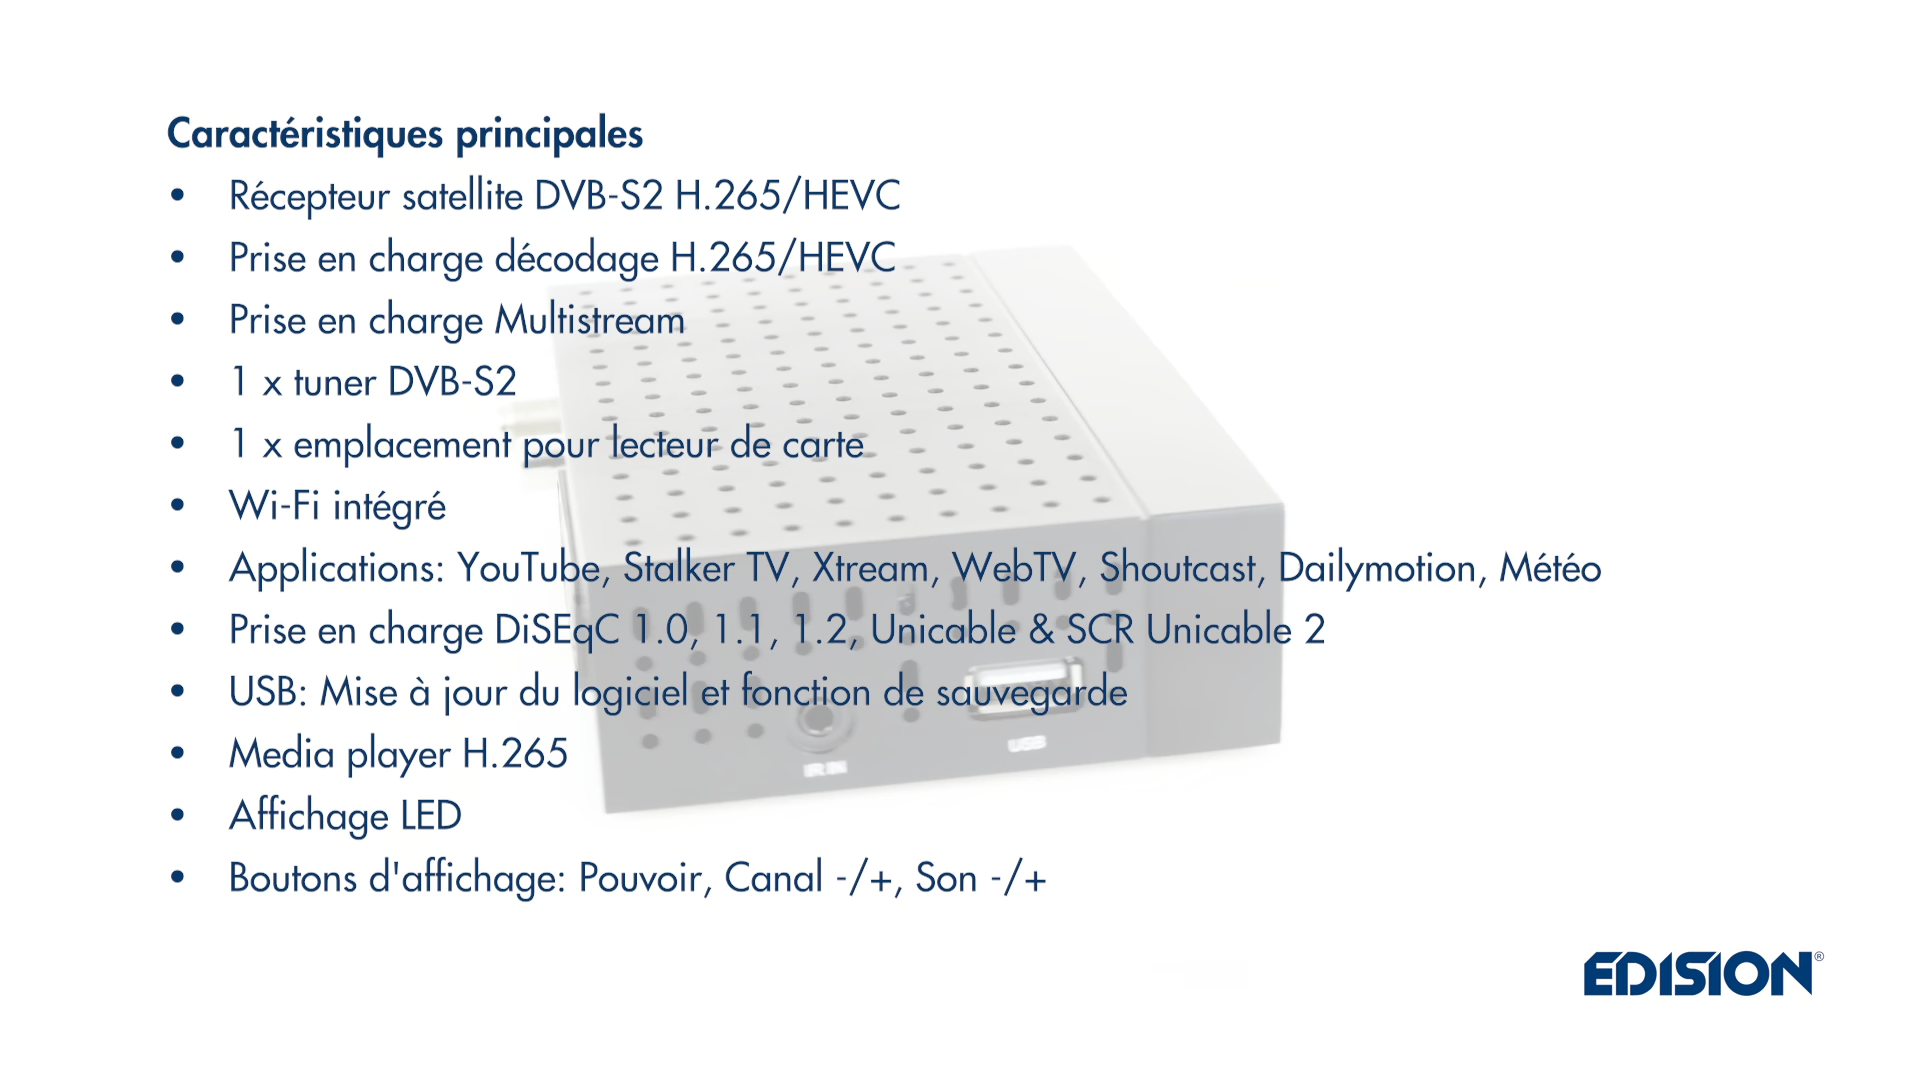 Caractéristiques principales
• Récepteur satellite DVB-S2 H.265/HEVC
• Prise en charge décodage H.265/HEVC
• Prise en charge Multistream
• 1 x tuner DVB-S2
• 1 x emplacement pour lecteur de carte
• Wi-Fi intégré
• Applications: YouTube, Stalker TV, Xtream, WebTV, Shoutcast, Dailymotion, Météo
• Prise en charge DiSEqC 1.0, 1.1, 1.2, Unicable & SCR Unicable 2
• USB: Mise à jour du logiciel et fonction de sauvegarde
USB
• Media player H.265
IR IN
• Affichage LED
• Boutons d'affichage: Pouvoir, Canal -/+, Son -/+
EDISION®